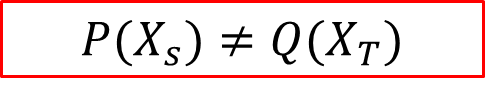 P(X_s) ≠ Q(X_T)